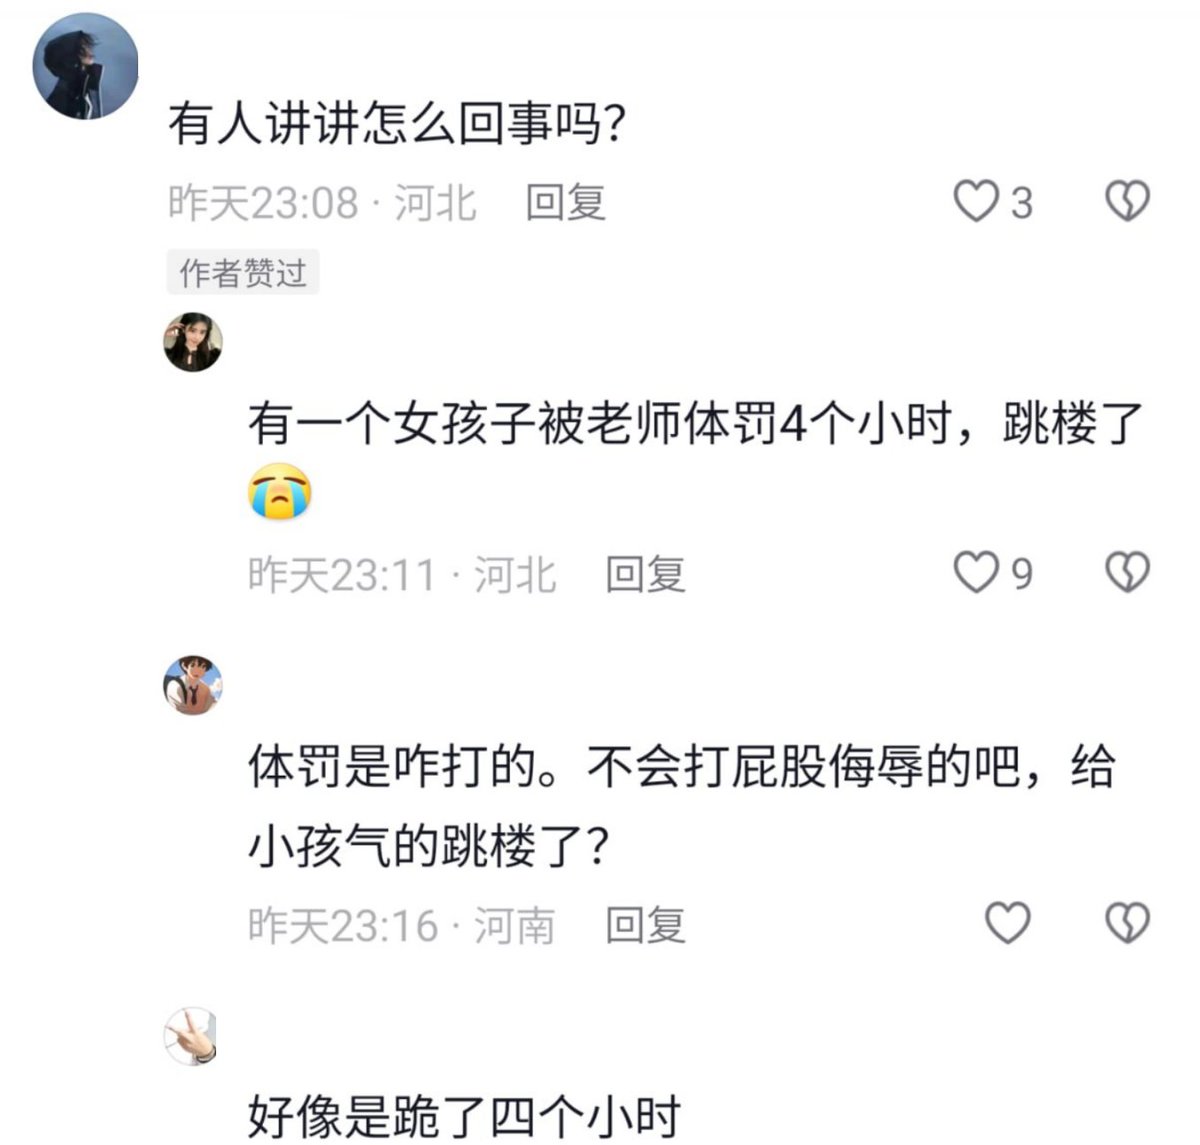 有人讲讲怎么回事吗？
昨天23:08 · 河北 回复 3
作者赞过
有一个女孩子被老师体罚4个小时，跳楼了
😭
昨天23:11 · 河北 回复 9
体罚是咋打的。不会打屁股侮辱的吧，给
小孩气的跳楼了？
昨天23:16 · 河南 回复
好像是跪了四个小时